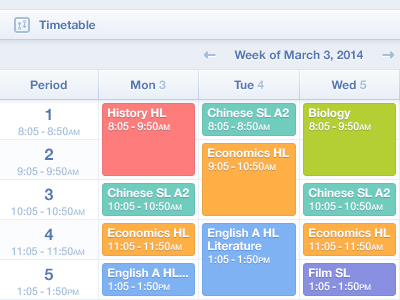 Timetable
← Week of March 3, 2014 →
Period Mon 3 Tue 4 Wed 5
1
8:05 - 8:50AM
2
9:05 - 9:50AM
3
10:05 - 10:50AM
4
11:05 - 11:50AM
5
1:05 - 1:50PM
History HL
8:05 - 9:50AM
Chinese SL A2
10:05 - 10:50AM
Economics HL
11:05 - 11:50AM
English A HL...
1:05 - 1:50PM
Chinese SL A2
8:05 - 8:50AM
Economics HL
9:05 - 10:50AM
English A HL
Literature
1:05 - 1:50PM
Biology
8:05 - 9:50AM
Chinese SL A2
10:05 - 10:50AM
Economics HL
11:05 - 11:50AM
Film SL
1:05 - 1:50PM